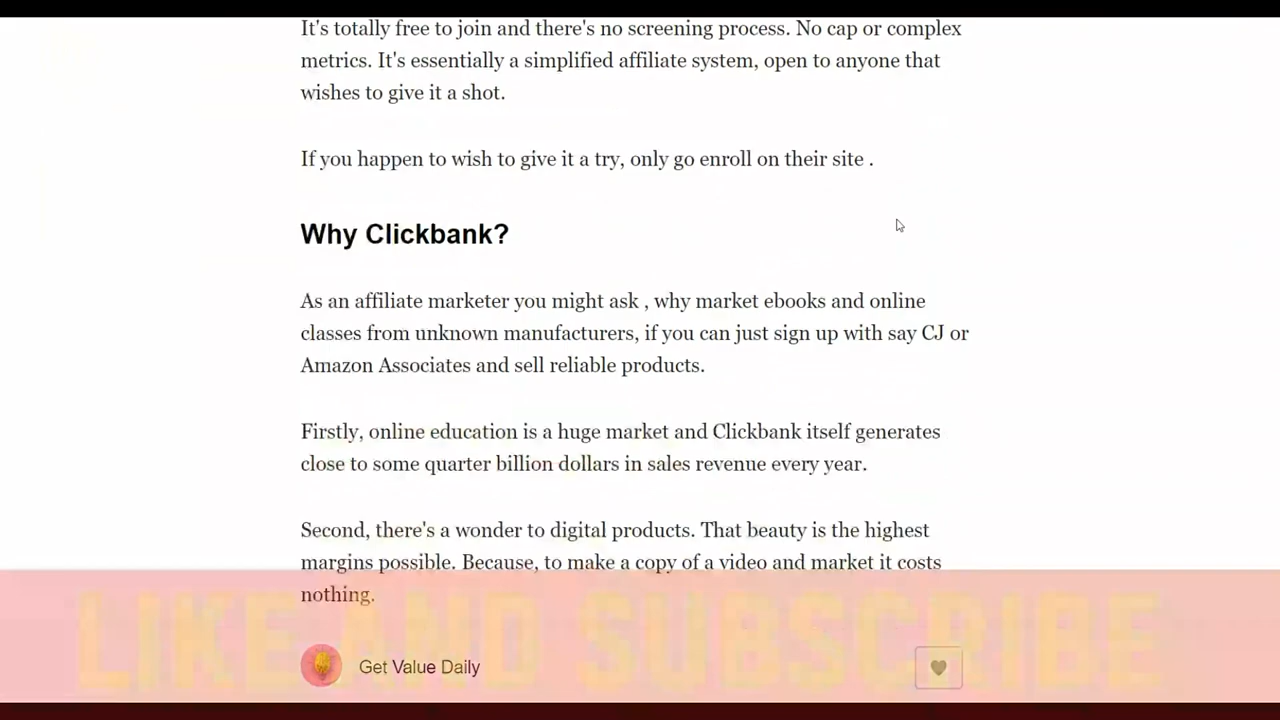 It's totally free to join and there's no screening process. No cap or complex
metrics. It's essentially a simplified affiliate system, open to anyone that
wishes to give it a shot.
If you happen to wish to give it a try, only go enroll on their site .
Why Clickbank?
As an affiliate marketer you might ask , why market ebooks and online
classes from unknown manufacturers, if you can just sign up with say CJ or
Amazon Associates and sell reliable products.
Firstly, online education is a huge market and Clickbank itself generates
close to some quarter billion dollars in sales revenue every year.
Second, there's a wonder to digital products. That beauty is the highest
margins possible. Because, to make a copy of a video and market it costs
nothing.
LIKE AND SUBSCRIBE
Get Value Daily